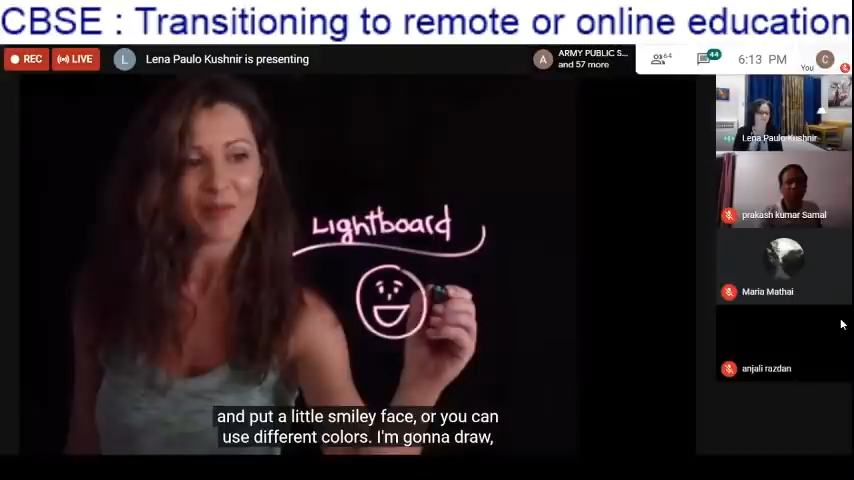 CBSE : Transitioning to remote or online education
REC
LIVE
L
Lena Paulo Kushnir is presenting
A
ARMY PUBLIC S...
and 57 more
64
44
6:13 PM
You
C
Lena Paulo Kushnir
prakash kumar Samal
Maria Mathai
anjali razdan
Lightboard
and put a little smiley face, or you can
use different colors. I'm gonna draw,